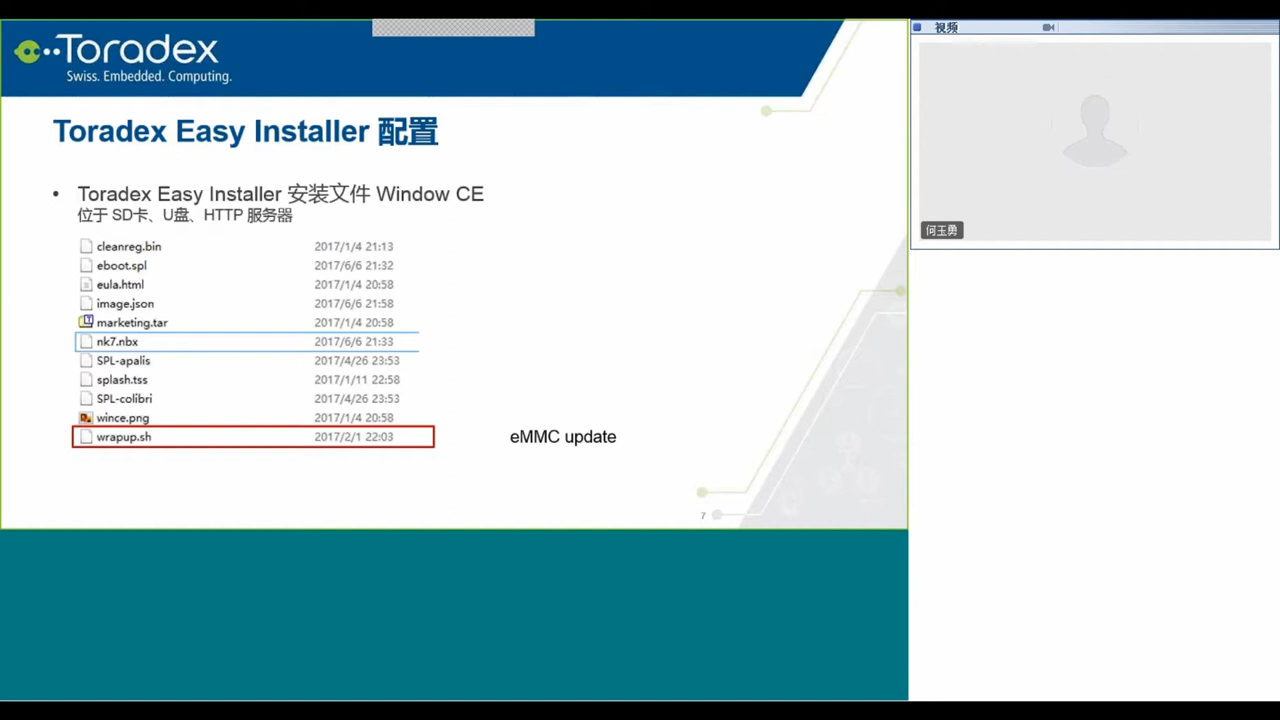 Toradex
Swiss. Embedded. Computing.
Toradex Easy Installer 配置
• Toradex Easy Installer 安装文件 Window CE
位于 SD卡、U盘、HTTP 服务器
cleanreg.bin 2017/1/4 21:13
eboot.spl 2017/6/6 21:32
eula.html 2017/1/4 20:58
image.json 2017/6/6 21:58
marketing.tar 2017/1/4 20:58
nk7.nbx 2017/6/6 21:33
SPL-apalis 2017/4/26 23:53
splash.tss 2017/1/11 22:58
SPL-colibri 2017/4/26 23:53
wince.png 2017/1/4 20:58
wrapup.sh 2017/2/1 22:03 eMMC update
7
视频
何玉勇